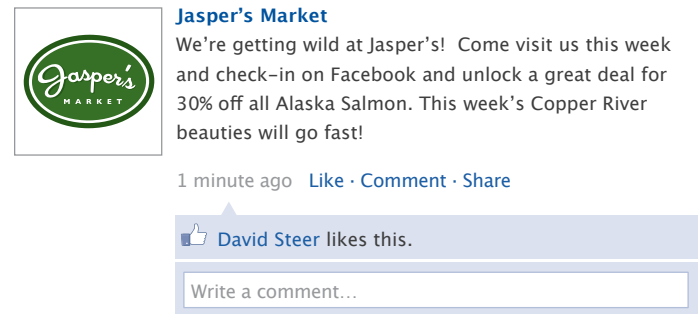 Jasper's
MARKET
Jasper’s Market
We’re getting wild at Jasper’s!  Come visit us this week
and check-in on Facebook and unlock a great deal for
30% off all Alaska Salmon. This week’s Copper River
beauties will go fast!
1 minute ago Like · Comment · Share
David Steer likes this.
Write a comment…